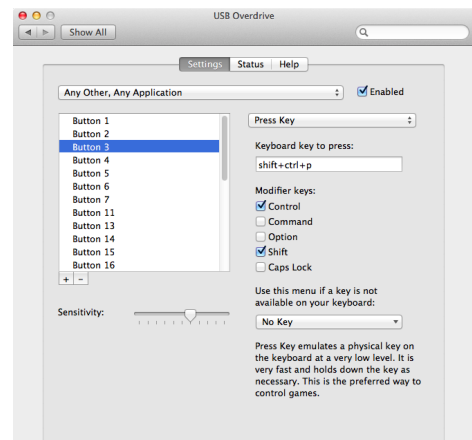 USB Overdrive
Show All
Settings Status Help
Any Other, Any Application
Enabled
Button 1
Button 2
Button 3
Button 4
Button 5
Button 6
Button 7
Button 11
Button 13
Button 14
Button 15
Button 16
+ −
Sensitivity:
Press Key
Keyboard key to press:
shift+ctrl+p
Modifier keys:
Control
Command
Option
Shift
Caps Lock
Use this menu if a key is not
available on your keyboard:
No Key
Press Key emulates a physical key on
the keyboard at a very low level. It is
very fast and holds down the key as
necessary. This is the preferred way to
control games.